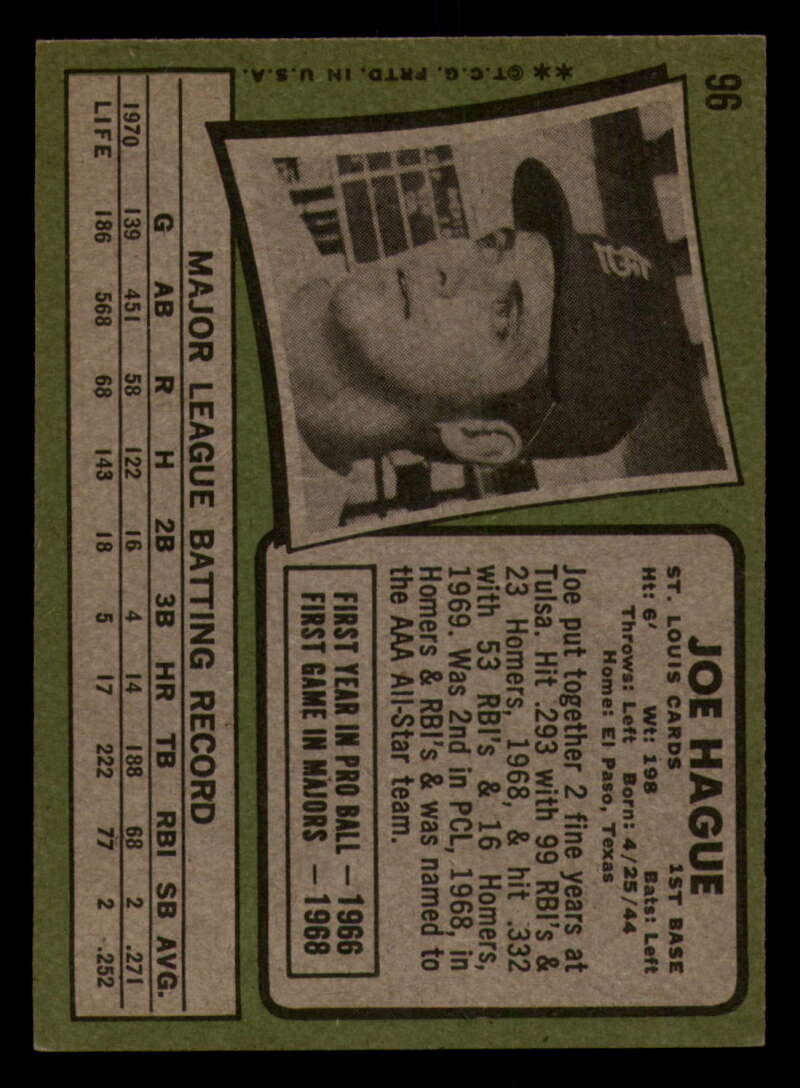 96
**©T.C.G. PRTD. IN U.S.A.
JOE HAGUE
ST. LOUIS CARDS 1ST BASE
Ht: 6' Wt: 198 Bats: Left
Throws: Left Born: 4/25/44
Home: El Paso, Texas
Joe put together 2 fine years at
Tulsa. Hit .293 with 99 RBI's &
23 Homers, 1968, & hit .332
with 53 RBI's & 16 Homers,
1969. Was 2nd in PCL, 1968, in
Homers & RBI's & was named to
the AAA All-Star team.
FIRST YEAR IN PRO BALL — 1966
FIRST GAME IN MAJORS — 1968
MAJOR LEAGUE BATTING RECORD
G AB R H 2B 3B HR TB RBI SB AVG.
1970 139 451 58 122 16 4 14 188 68 2 .271
LIFE 186 568 68 143 18 5 17 222 77 2 .252